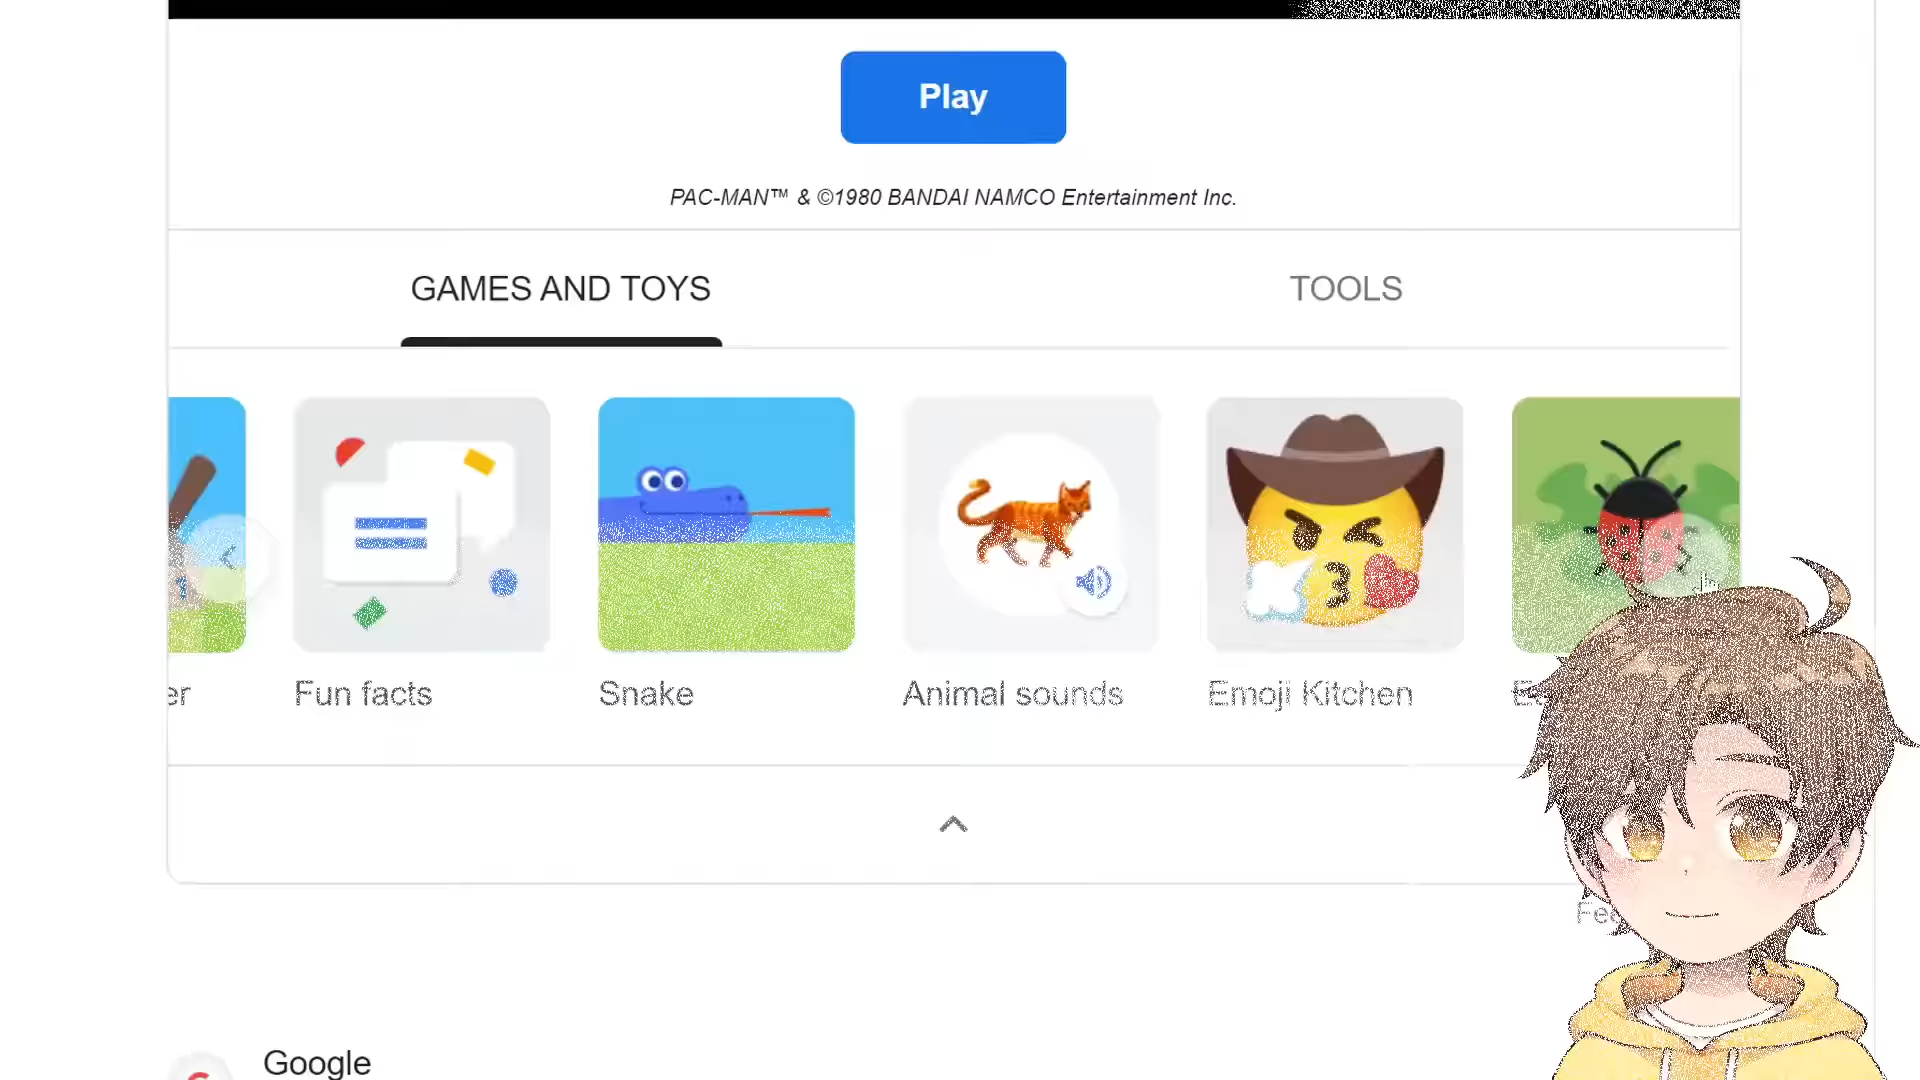 Play
PAC-MAN™ & ©1980 BANDAI NAMCO Entertainment Inc.
GAMES AND TOYS
TOOLS
er
Fun facts
Snake
Animal sounds
Emoji Kitchen
Google